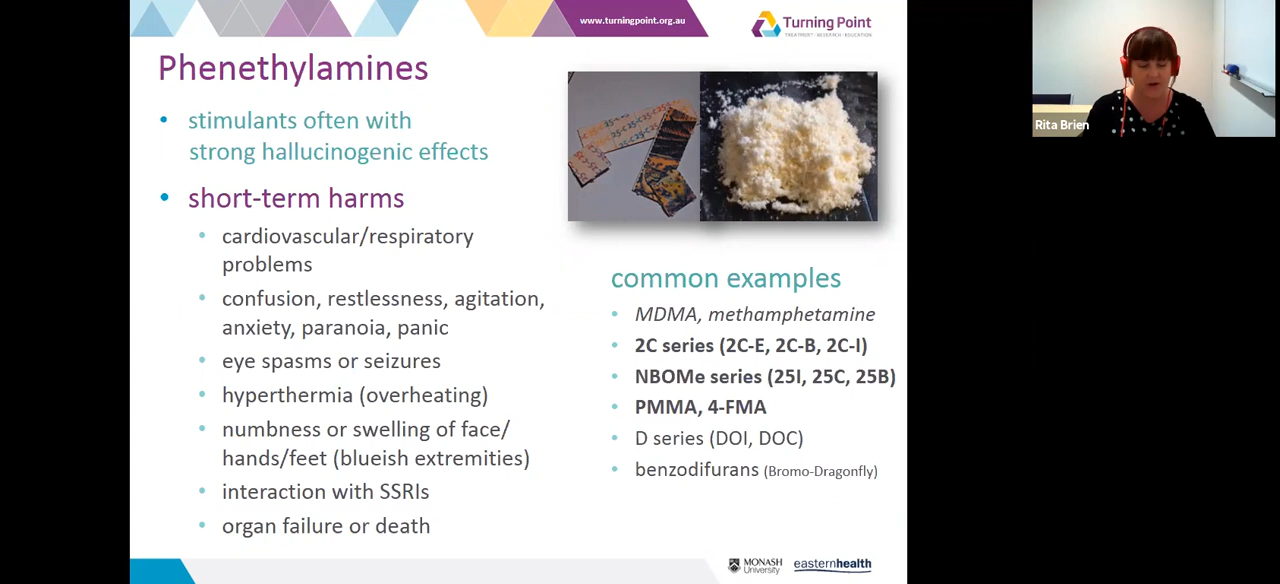 www.turningpoint.org.au
Turning Point
TREATMENT · RESEARCH · EDUCATION
Phenethylamines
• stimulants often with
strong hallucinogenic effects
• short-term harms
• cardiovascular/respiratory
problems
• confusion, restlessness, agitation,
anxiety, paranoia, panic
• eye spasms or seizures
• hyperthermia (overheating)
• numbness or swelling of face/
hands/feet (blueish extremities)
• interaction with SSRIs
• organ failure or death
common examples
• MDMA, methamphetamine
• 2C series (2C-E, 2C-B, 2C-I)
• NBOMe series (25I, 25C, 25B)
• PMMA, 4-FMA
• D series (DOI, DOC)
• benzodifurans (Bromo-Dragonfly)
MONASH
University
easternhealth
Rita Brien